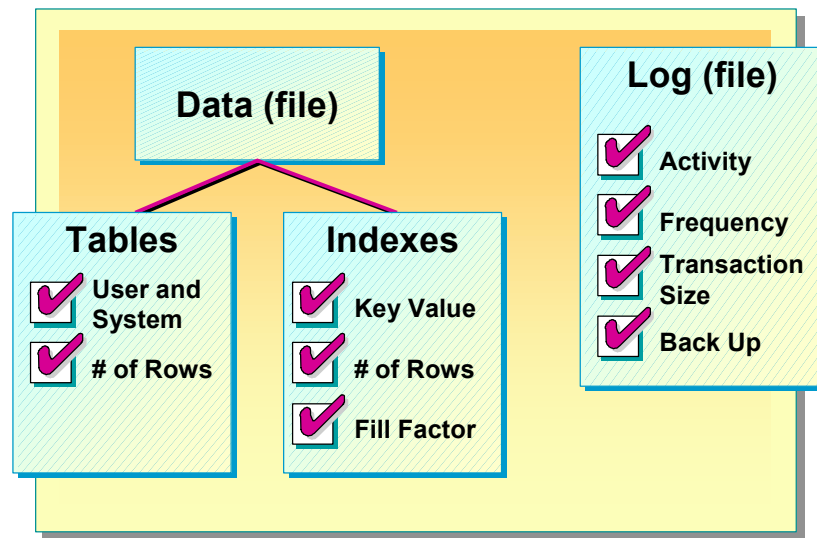 Data (file)
Tables
User and
System
# of Rows
Indexes
Key Value
# of Rows
Fill Factor
Log (file)
Activity
Frequency
Transaction
Size
Back Up